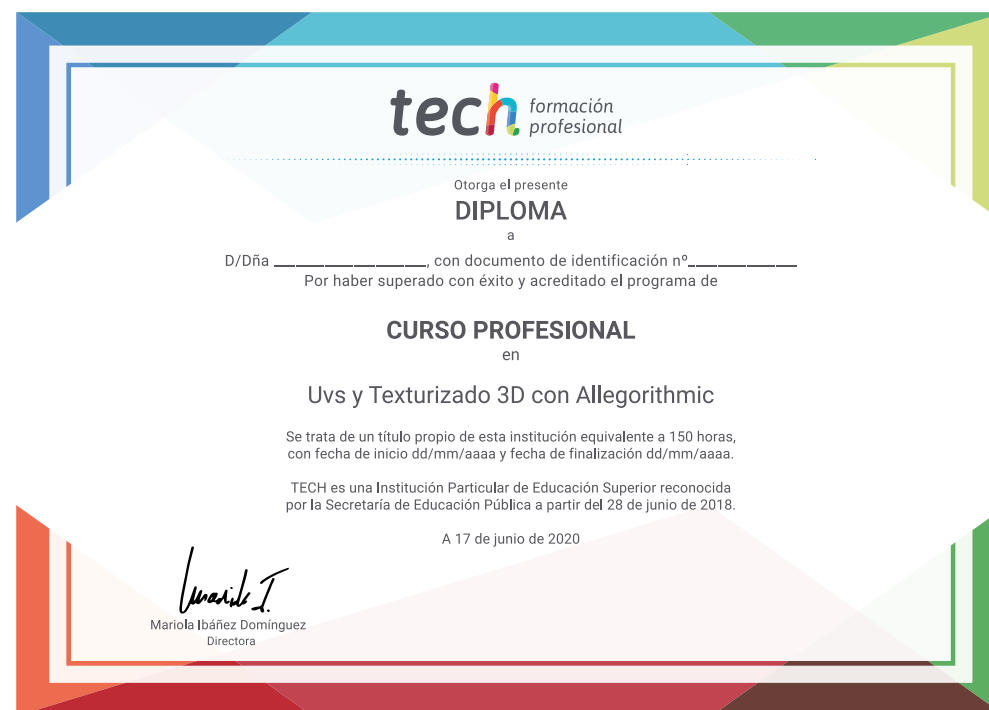 tech formación
profesional
Otorga el presente
DIPLOMA
a
D/Dña ____________________, con documento de identificación nº______________
Por haber superado con éxito y acreditado el programa de
CURSO PROFESIONAL
en
Uvs y Texturizado 3D con Allegorithmic
Se trata de un título propio de esta institución equivalente a 150 horas,
con fecha de inicio dd/mm/aaaa y fecha de finalización dd/mm/aaaa.
TECH es una Institución Particular de Educación Superior reconocida
por la Secretaría de Educación Pública a partir del 28 de junio de 2018.
A 17 de junio de 2020
Mariola I.
Mariola Ibáñez Domínguez
Directora